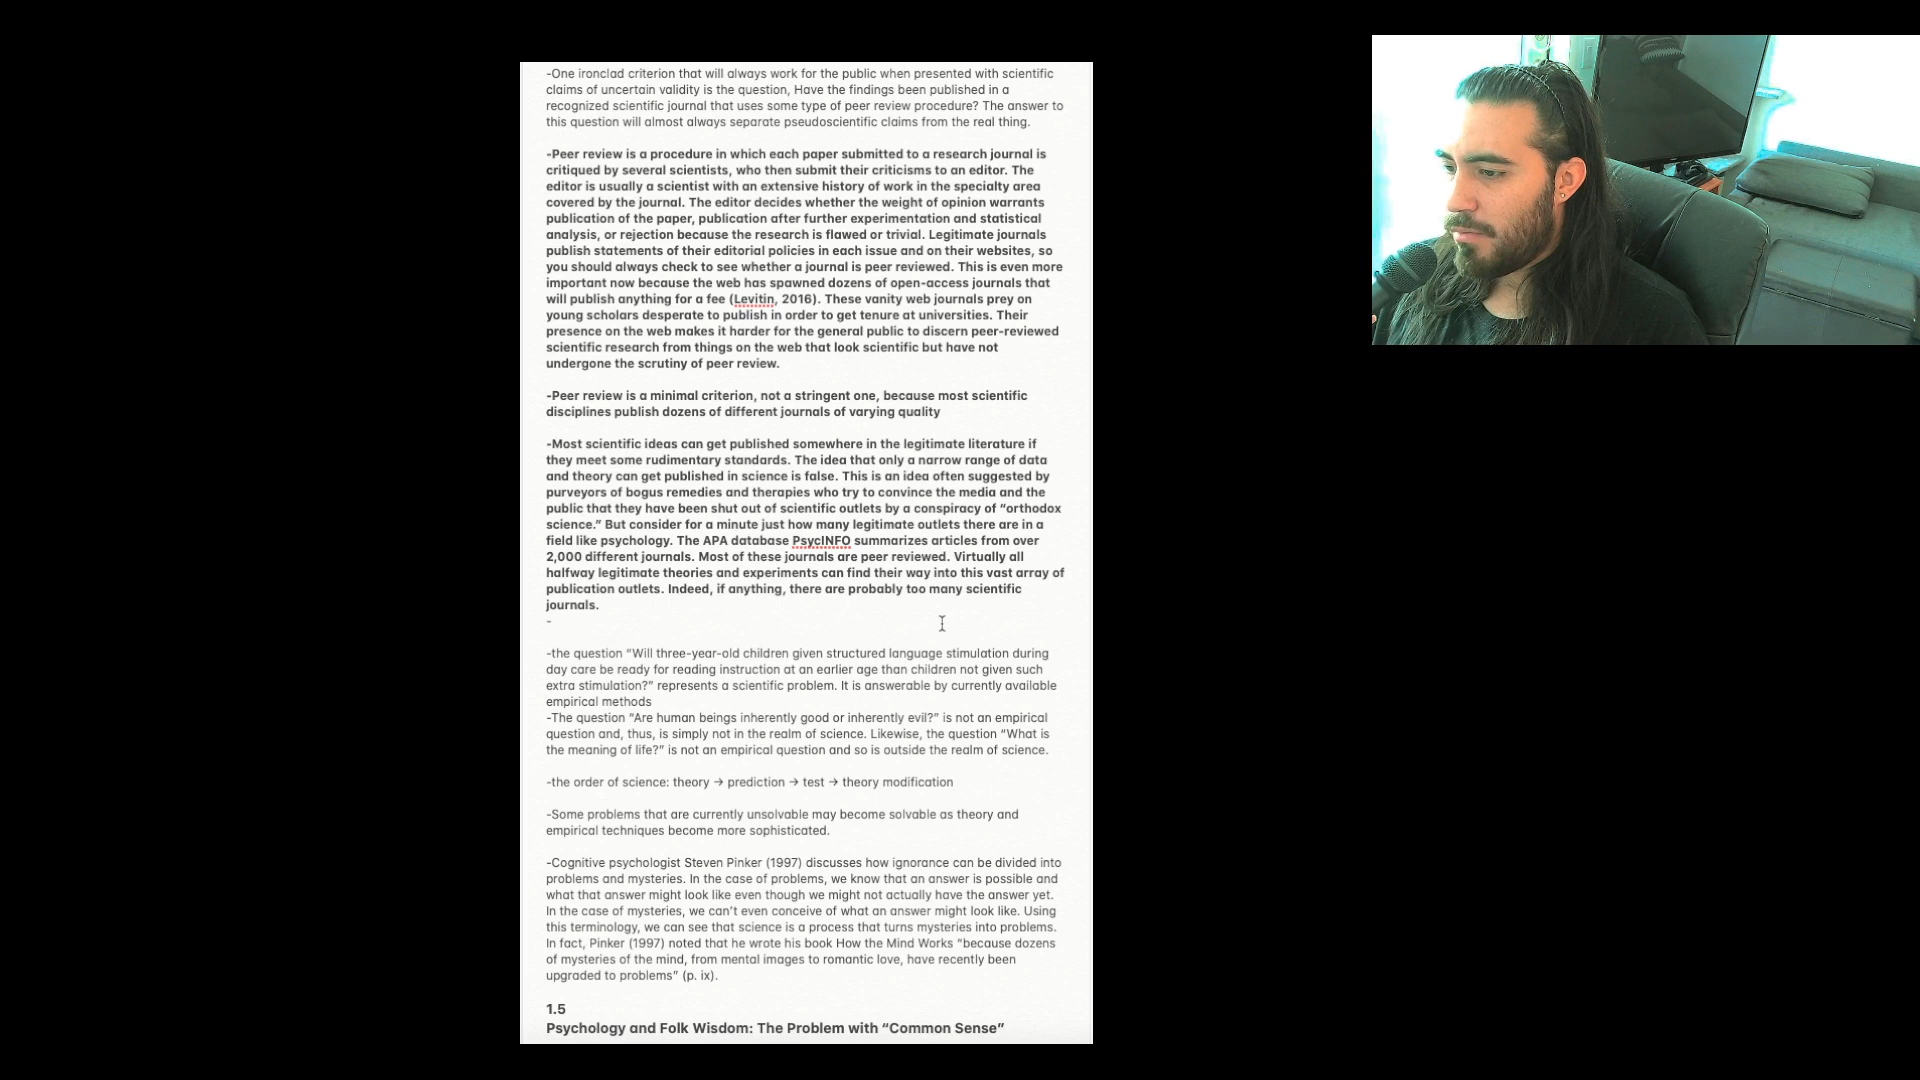 -One ironclad criterion that will always work for the public when presented with scientific
claims of uncertain validity is the question, Have the findings been published in a
recognized scientific journal that uses some type of peer review procedure? The answer to
this question will almost always separate pseudoscientific claims from the real thing.
-Peer review is a procedure in which each paper submitted to a research journal is
critiqued by several scientists, who then submit their criticisms to an editor. The
editor is usually a scientist with an extensive history of work in the specialty area
covered by the journal. The editor decides whether the weight of opinion warrants
publication of the paper, publication after further experimentation and statistical
analysis, or rejection because the research is flawed or trivial. Legitimate journals
publish statements of their editorial policies in each issue and on their websites, so
you should always check to see whether a journal is peer reviewed. This is even more
important now because the web has spawned dozens of open-access journals that
will publish anything for a fee (Levitin, 2016). These vanity web journals prey on
young scholars desperate to publish in order to get tenure at universities. Their
presence on the web makes it harder for the general public to discern peer-reviewed
scientific research from things on the web that look scientific but have not
undergone the scrutiny of peer review.
-Peer review is a minimal criterion, not a stringent one, because most scientific
disciplines publish dozens of different journals of varying quality
-Most scientific ideas can get published somewhere in the legitimate literature if
they meet some rudimentary standards. The idea that only a narrow range of data
and theory can get published in science is false. This is an idea often suggested by
purveyors of bogus remedies and therapies who try to convince the media and the
public that they have been shut out of scientific outlets by a conspiracy of “orthodox
science.” But consider for a minute just how many legitimate outlets there are in a
field like psychology. The APA database PsycINFO summarizes articles from over
2,000 different journals. Most of these journals are peer reviewed. Virtually all
halfway legitimate theories and experiments can find their way into this vast array of
publication outlets. Indeed, if anything, there are probably too many scientific
journals.
-
-the question “Will three-year-old children given structured language stimulation during
day care be ready for reading instruction at an earlier age than children not given such
extra stimulation?” represents a scientific problem. It is answerable by currently available
empirical methods
-The question “Are human beings inherently good or inherently evil?” is not an empirical
question and, thus, is simply not in the realm of science. Likewise, the question “What is
the meaning of life?” is not an empirical question and so is outside the realm of science.
-the order of science: theory → prediction → test → theory modification
-Some problems that are currently unsolvable may become solvable as theory and
empirical techniques become more sophisticated.
-Cognitive psychologist Steven Pinker (1997) discusses how ignorance can be divided into
problems and mysteries. In the case of problems, we know that an answer is possible and
what that answer might look like even though we might not actually have the answer yet.
In the case of mysteries, we can’t even conceive of what an answer might look like. Using
this terminology, we can see that science is a process that turns mysteries into problems.
In fact, Pinker (1997) noted that he wrote his book How the Mind Works “because dozens
of mysteries of the mind, from mental images to romantic love, have recently been
upgraded to problems” (p. ix).
1.5
Psychology and Folk Wisdom: The Problem with “Common Sense”